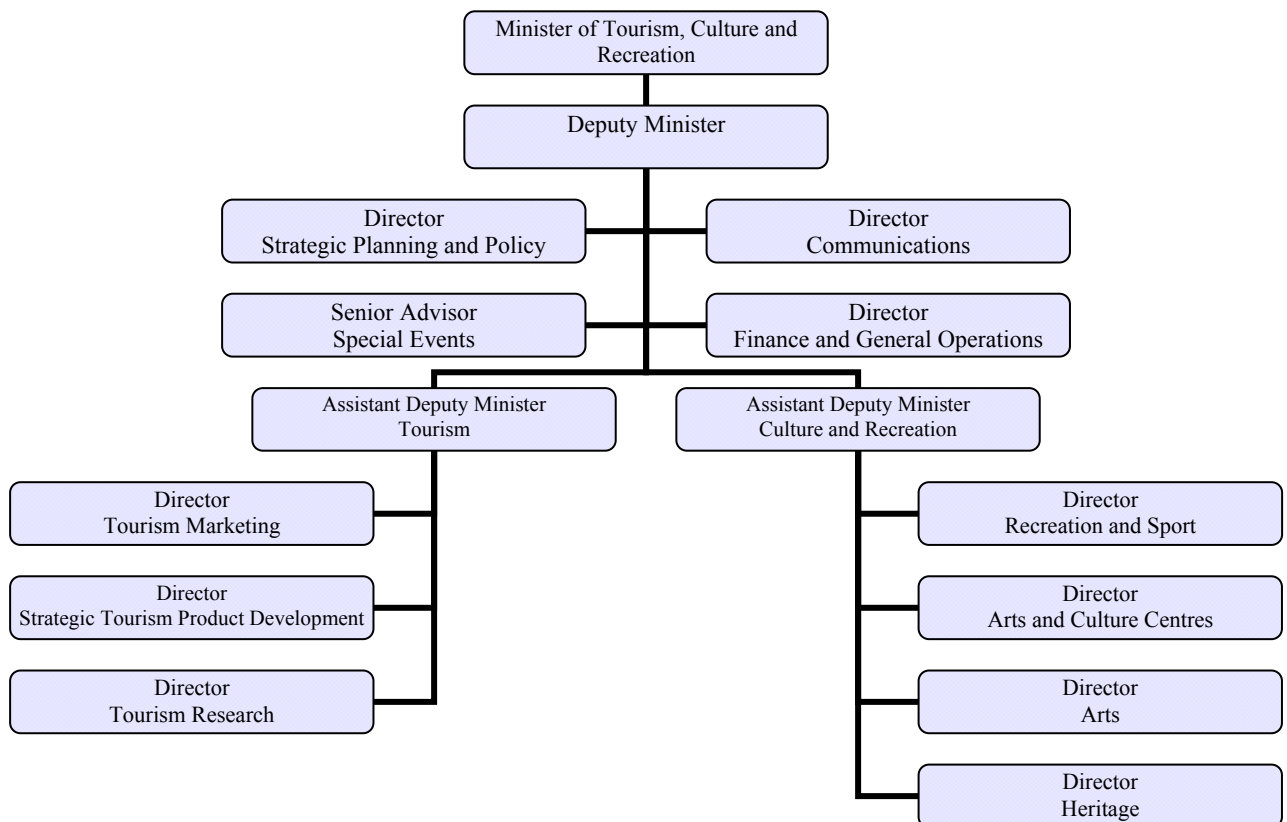 Minister of Tourism, Culture and
Recreation
Deputy Minister
Director
Strategic Planning and Policy
Director
Communications
Senior Advisor
Special Events
Director
Finance and General Operations
Assistant Deputy Minister
Tourism
Assistant Deputy Minister
Culture and Recreation
Director
Tourism Marketing
Director
Recreation and Sport
Director
Strategic Tourism Product Development
Director
Arts and Culture Centres
Director
Tourism Research
Director
Arts
Director
Heritage